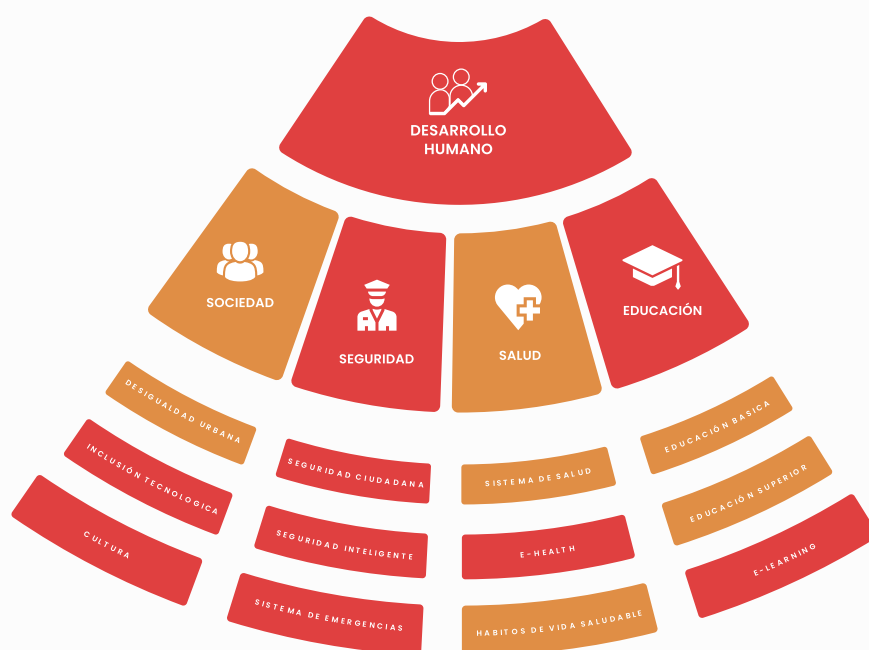 DESARROLLO
HUMANO
SOCIEDAD
SEGURIDAD
SALUD
EDUCACIÓN
DESIGUALDAD URBANA
INCLUSIÓN TECNOLOGICA
CULTURA
SEGURIDAD CIUDADANA
SEGURIDAD INTELIGENTE
SISTEMA DE EMERGENCIAS
SISTEMA DE SALUD
E-HEALTH
HABITOS DE VIDA SALUDABLE
EDUCACIÓN BASICA
EDUCACIÓN SUPERIOR
E-LEARNING